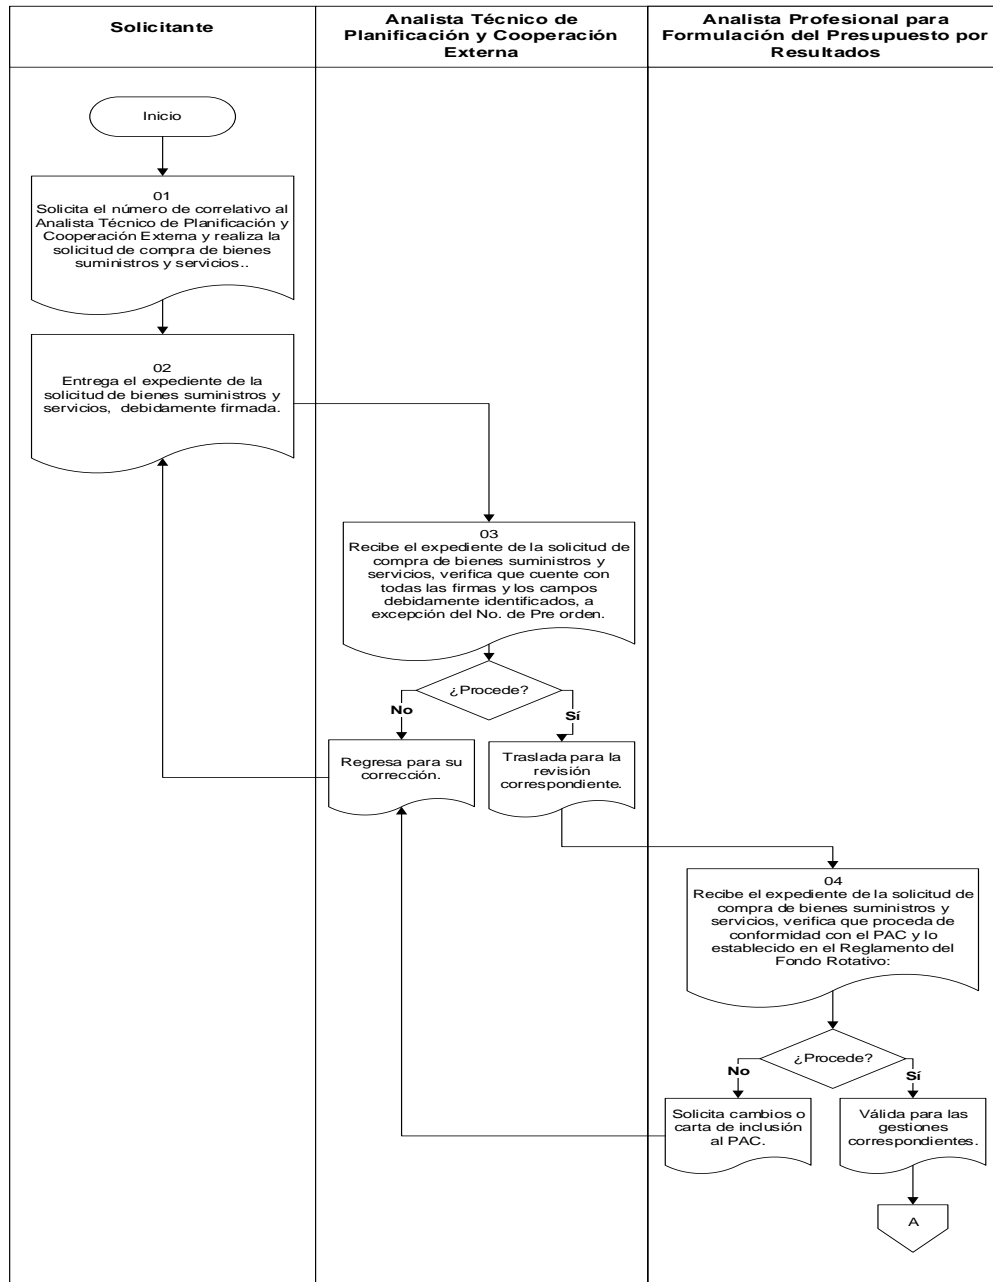 Solicitante
Analista Técnico de
Planificación y Cooperación
Externa
Analista Profesional para
Formulación del Presupuesto por
Resultados
Inicio
01
Solicita el número de correlativo al
Analista Técnico de Planificación y
Cooperación Externa y realiza la
solicitud de compra de bienes
suministros y servicios..
02
Entrega el expediente de la
solicitud de bienes suministros y
servicios, debidamente firmada.
03
Recibe el expediente de la solicitud de
compra de bienes suministros y
servicios, verifica que cuente con
todas las firmas y los campos
debidamente identificados, a
excepción del No. de Pre orden.
¿Procede?
No
Sí
Regresa para su
corrección.
Traslada para la
revisión
correspondiente.
04
Recibe el expediente de la solicitud de
compra de bienes suministros y
servicios, verifica que proceda de
conformidad con el PAC y lo
establecido en el Reglamento del
Fondo Rotativo:
¿Procede?
No
Sí
Solicita cambios o
carta de inclusión
al PAC.
Válida para las
gestiones
correspondientes.
A